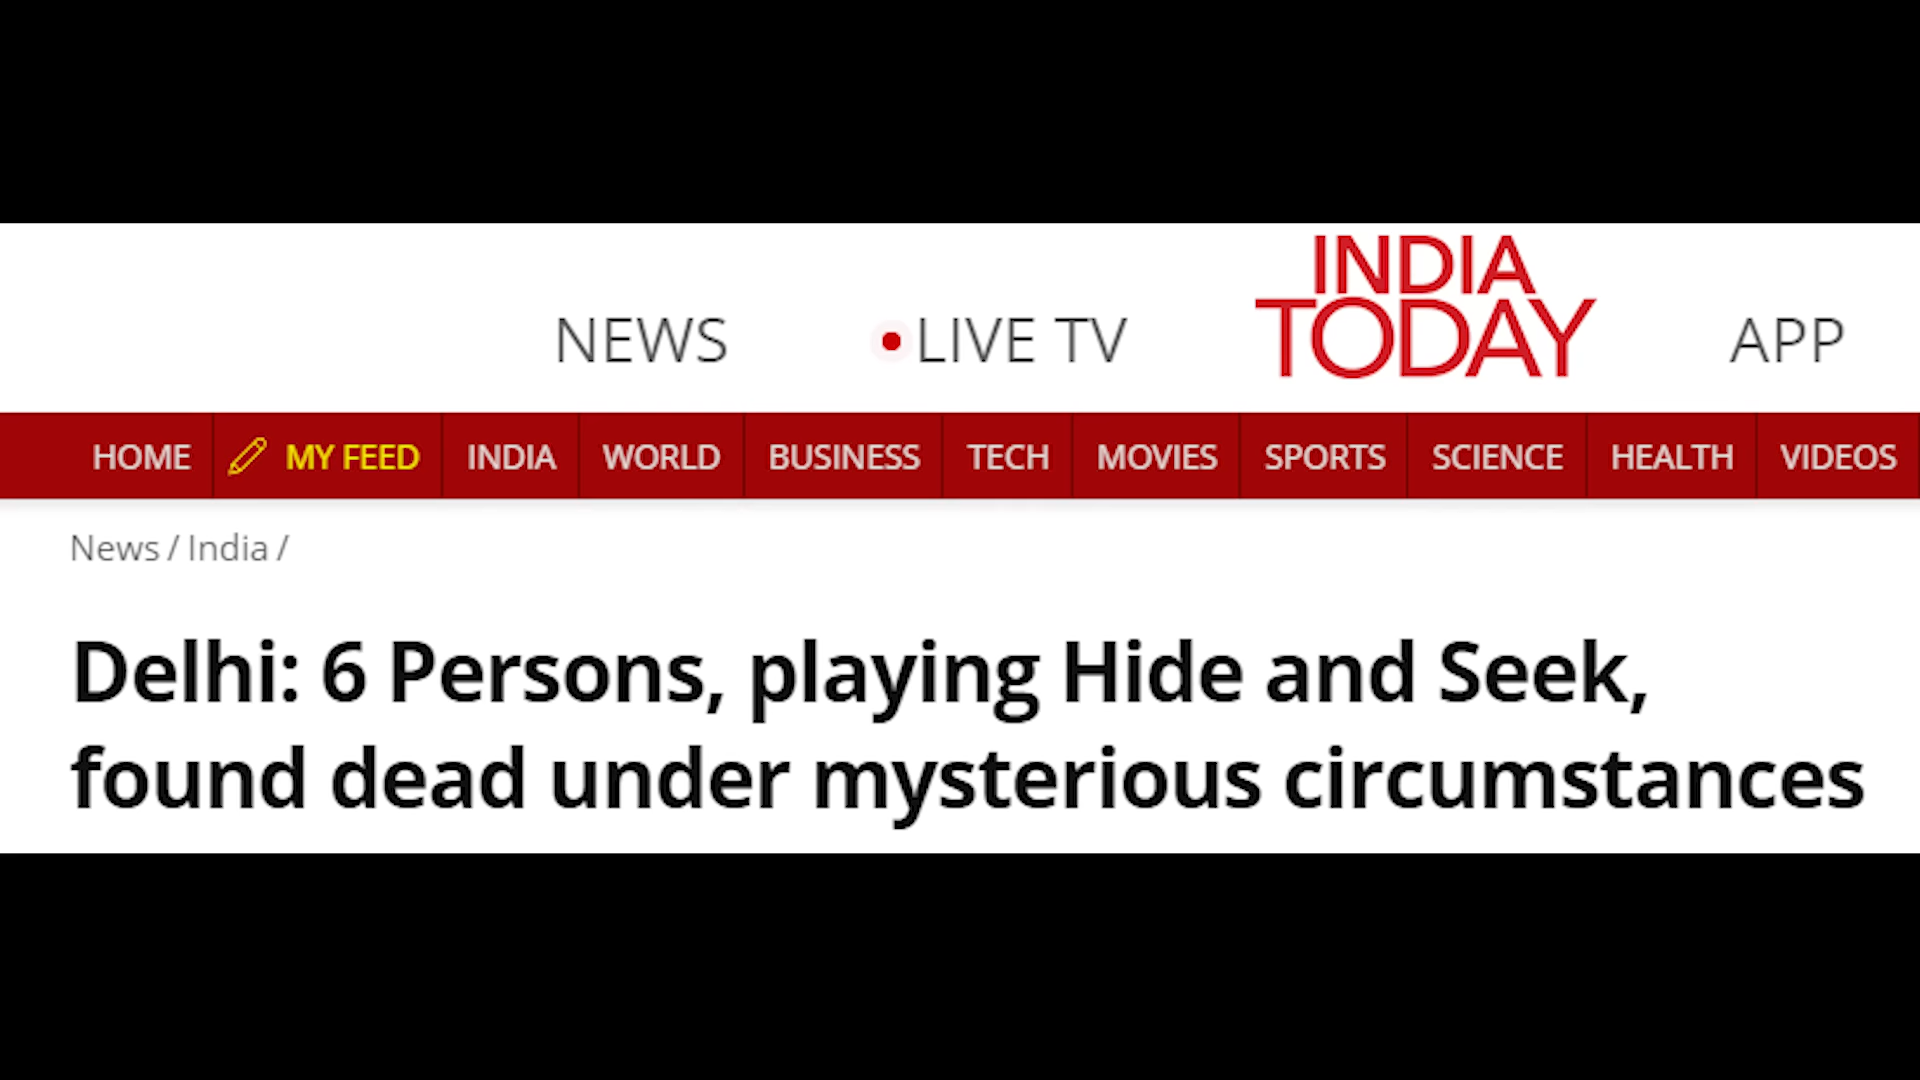 NEWS
LIVE TV
INDIA
TODAY
APP
HOME MY FEED INDIA WORLD BUSINESS TECH MOVIES SPORTS SCIENCE HEALTH VIDEOS
News / India /
Delhi: 6 Persons, playing Hide and Seek,
found dead under mysterious circumstances